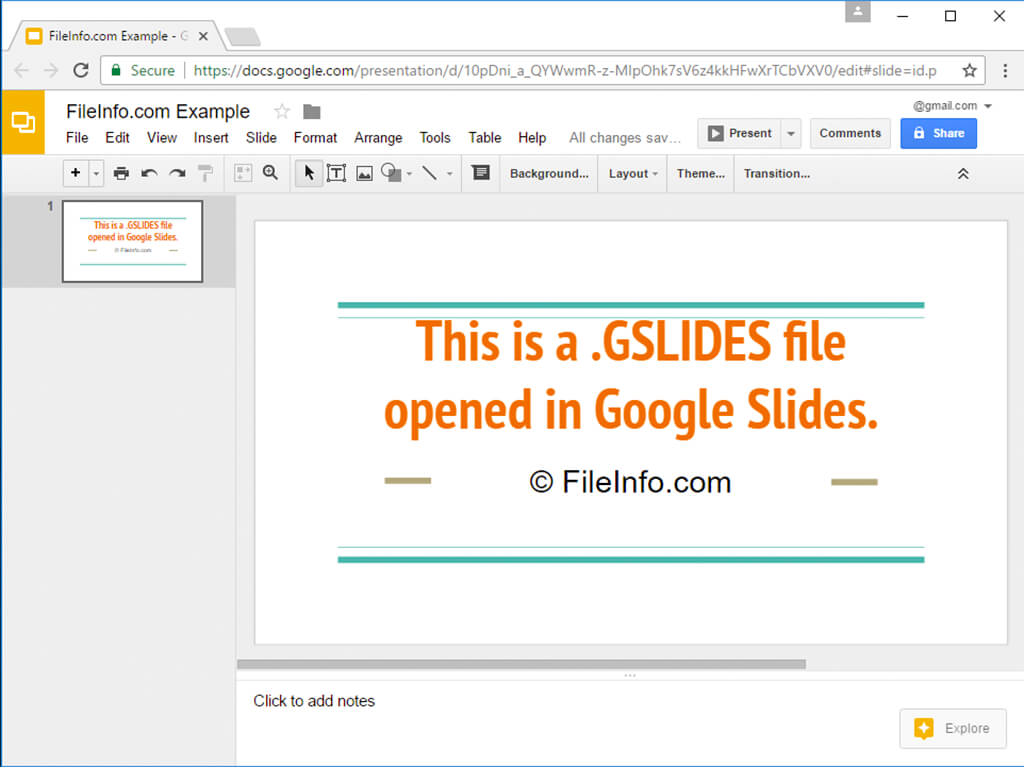 FileInfo.com Example - G
Secure https://docs.google.com/presentation/d/10pDni_a_QYWwmR-z-MIpOhk7sV6z4kkHFwXrTCbVXV0/edit#slide=id.p
@gmail.com
FileInfo.com Example
File Edit View Insert Slide Format Arrange Tools Table Help All changes sav... Present Comments Share
Background... Layout Theme... Transition...
1
This is a .GSLIDES file
opened in Google Slides.
© FileInfo.com
This is a .GSLIDES file
opened in Google Slides.
© FileInfo.com
Click to add notes
Explore